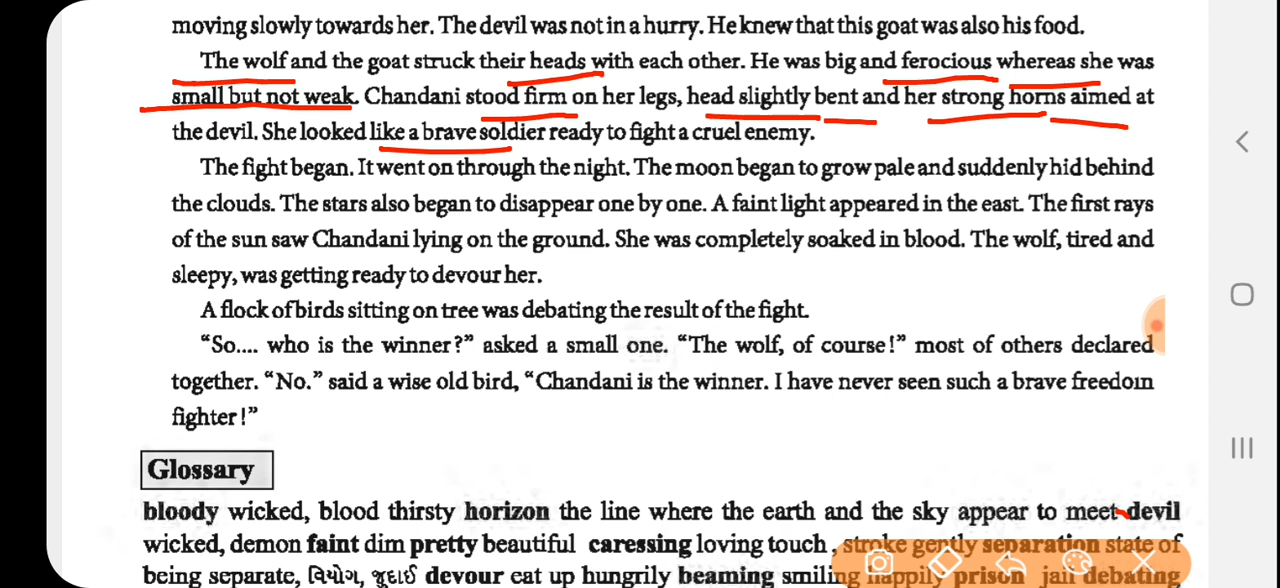 moving slowly towards her. The devil was not in a hurry. He knew that this goat was also his food.
The wolf and the goat struck their heads with each other. He was big and ferocious whereas she was
small but not weak. Chandani stood firm on her legs, head slightly bent and her strong horns aimed at
the devil. She looked like a brave soldier ready to fight a cruel enemy.
The fight began. It went on through the night. The moon began to grow pale and suddenly hid behind
the clouds. The stars also began to disappear one by one. A faint light appeared in the east. The first rays
of the sun saw Chandani lying on the ground. She was completely soaked in blood. The wolf, tired and
sleepy, was getting ready to devour her.
A flock of birds sitting on tree was debating the result of the fight.
“So.... who is the winner?” asked a small one. “The wolf, of course!” most of others declared
together. “No.” said a wise old bird, “Chandani is the winner. I have never seen such a brave freedom
fighter!”
Glossary
bloody wicked, blood thirsty horizon the line where the earth and the sky appear to meet devil
wicked, demon faint dim pretty beautiful caressing loving touch, stroke gently separation state of
being separate, વિયોગ, જુદાઈ devour eat up hungrily beaming smiling happily prison jail debating